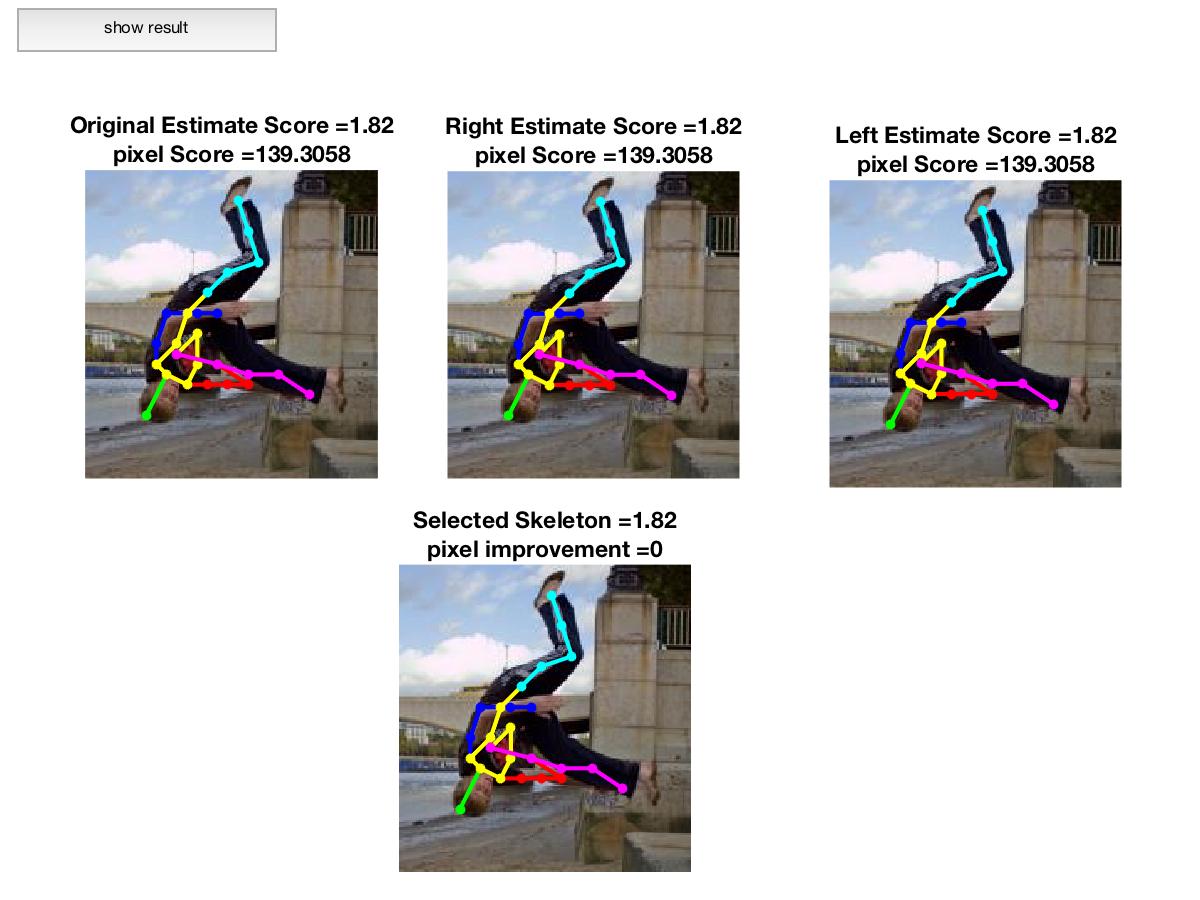 show result
Original Estimate Score =1.82
pixel Score =139.3058
Right Estimate Score =1.82
pixel Score =139.3058
Left Estimate Score =1.82
pixel Score =139.3058
Selected Skeleton =1.82
pixel improvement =0